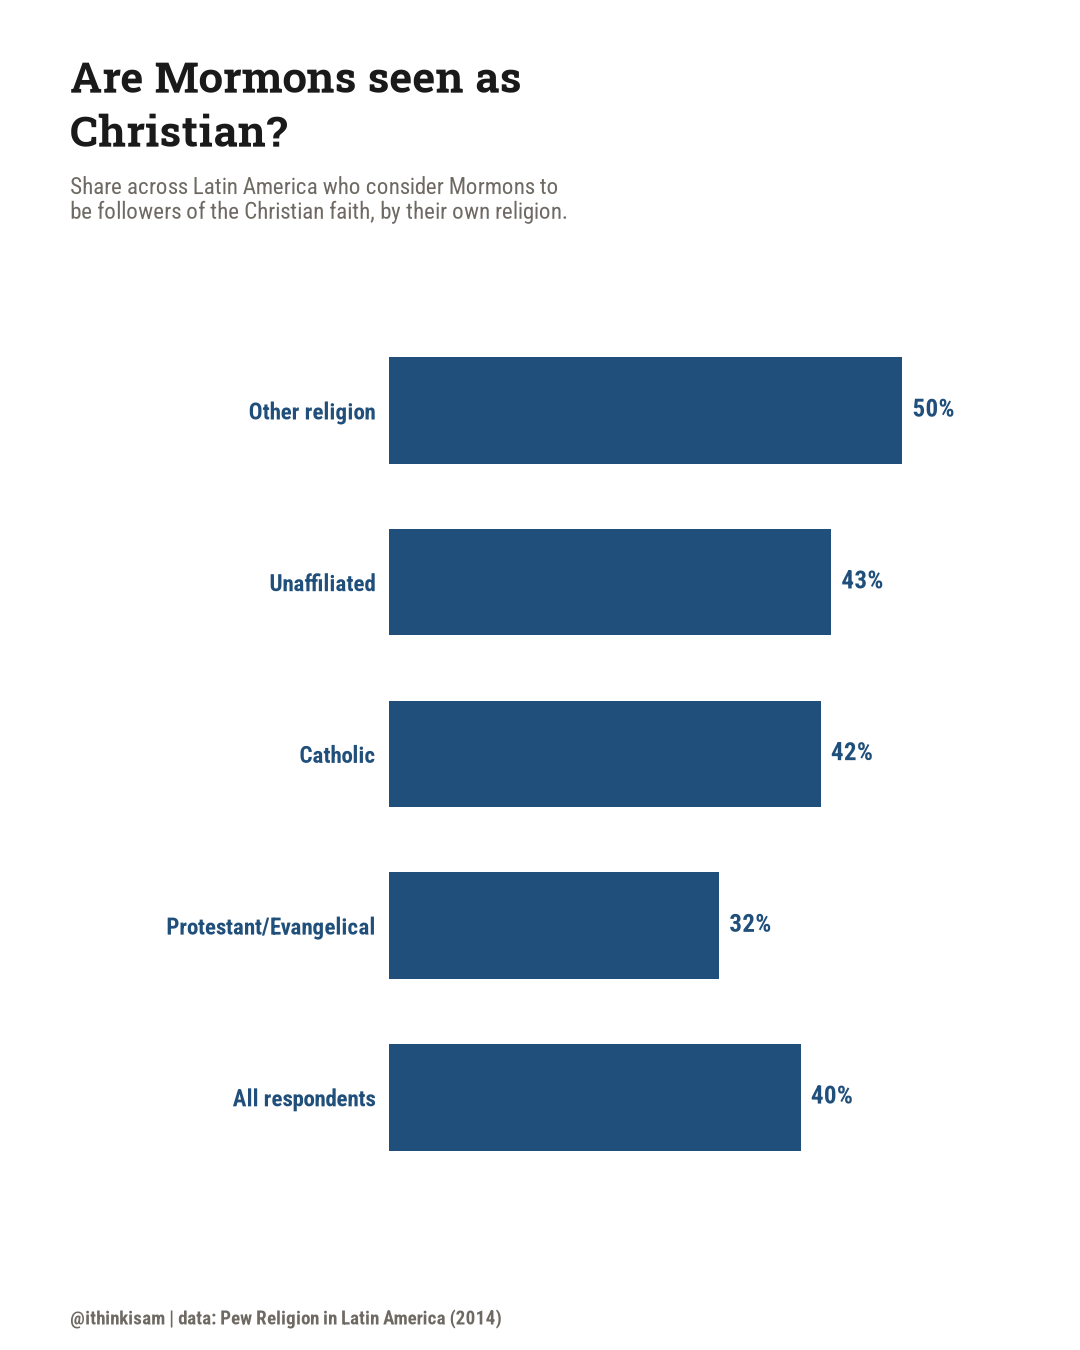 Are Mormons seen as
Christian?
Share across Latin America who consider Mormons to
be followers of the Christian faith, by their own religion.
Other religion 50%
Unaffiliated 43%
Catholic 42%
Protestant/Evangelical 32%
All respondents 40%
@ithinkisam | data: Pew Religion in Latin America (2014)